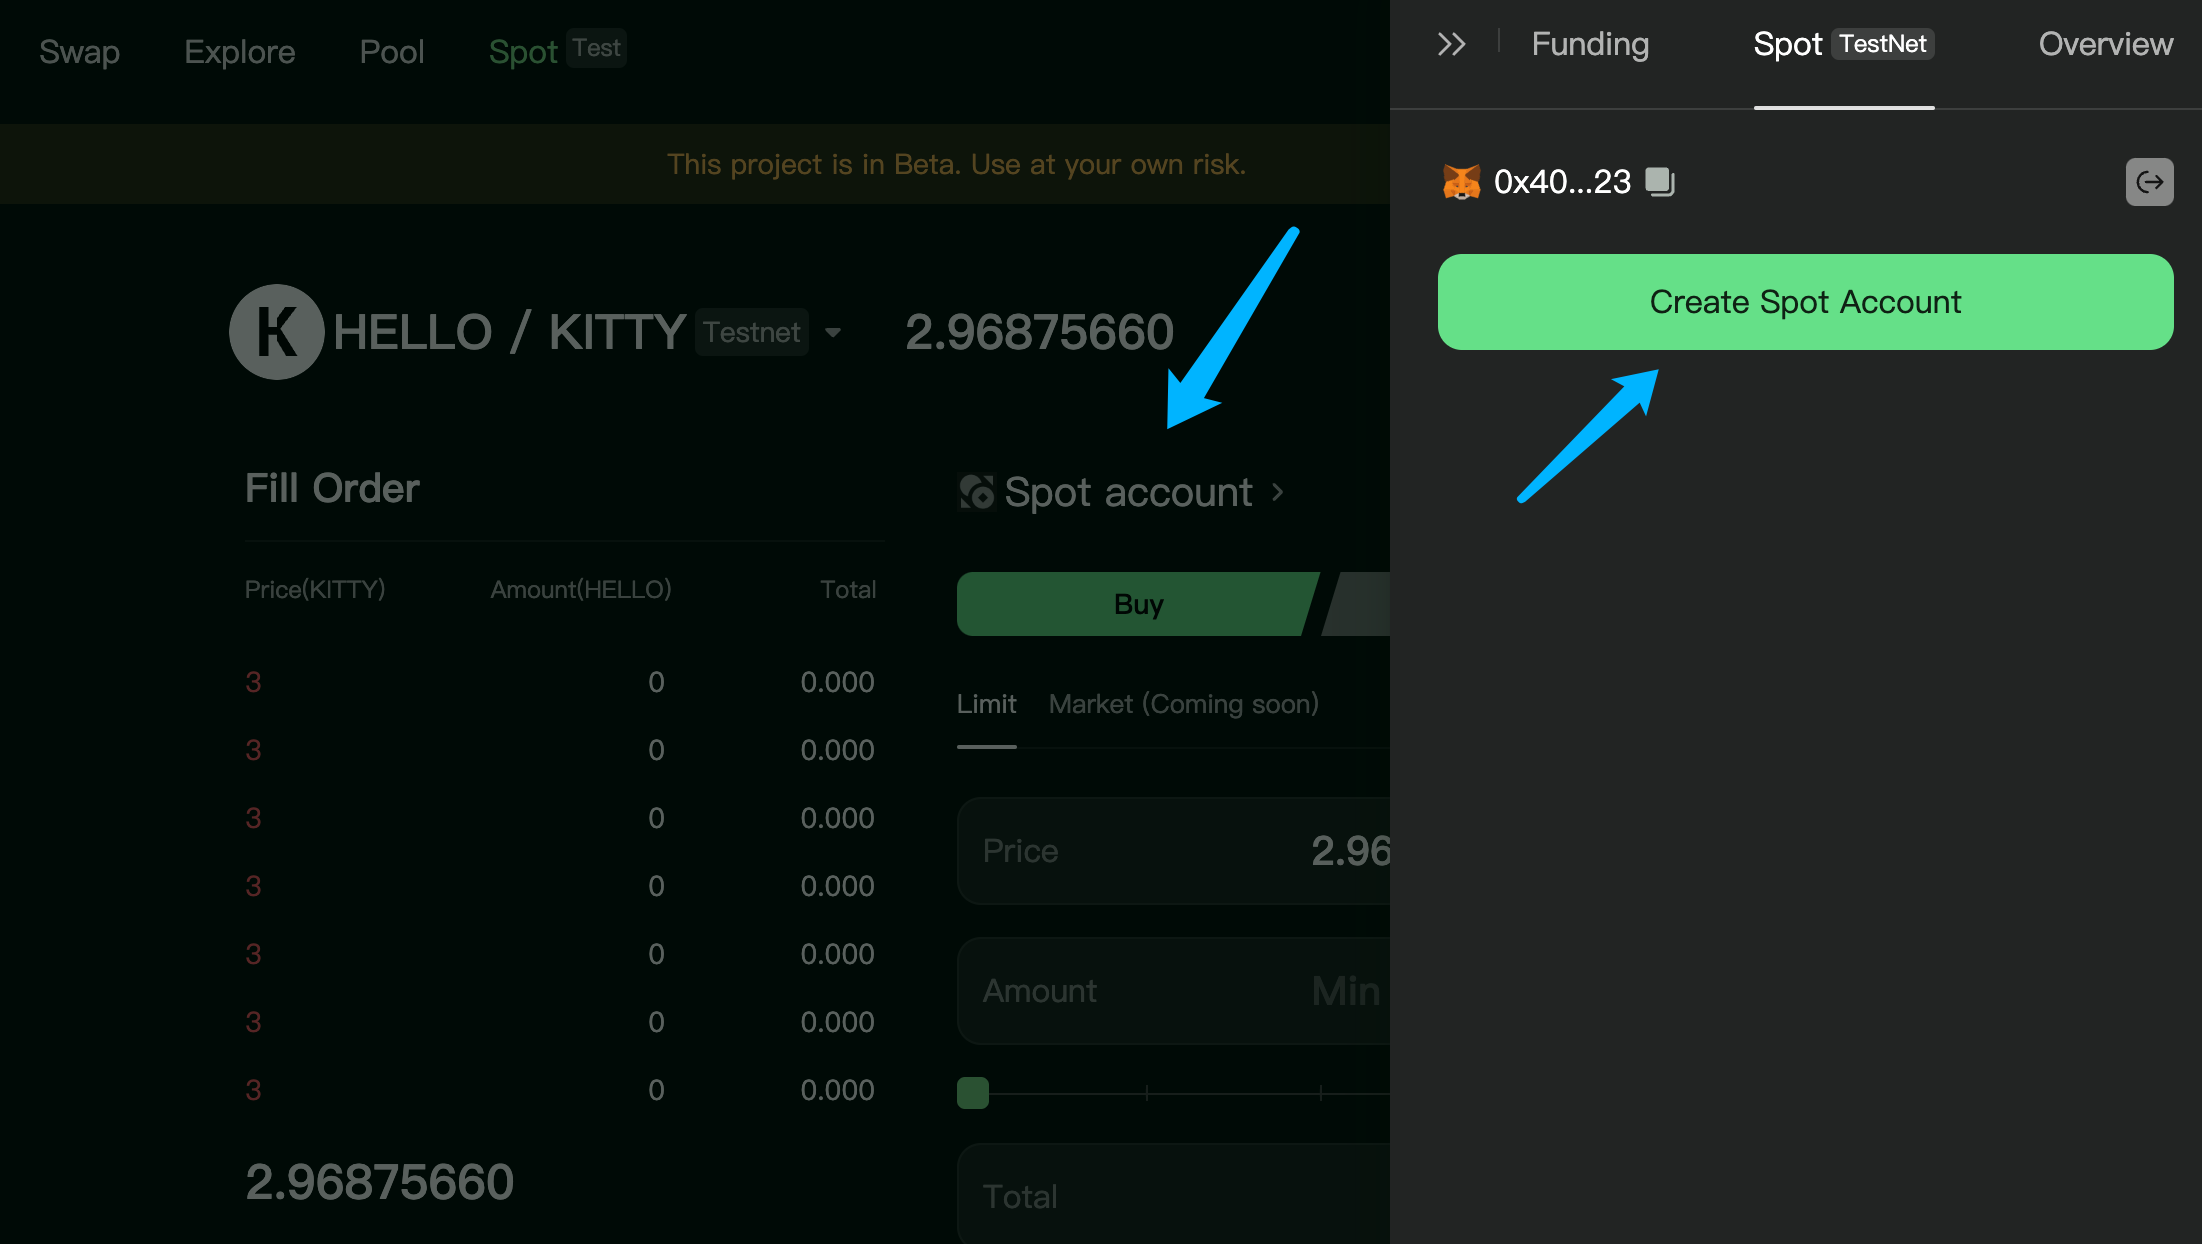 Swap Explore Pool Spot Test
This project is in Beta. Use at your own risk.
HELLO / KITTY Testnet 2.96875660
Fill Order
Price(KITTY) Amount(HELLO) Total
3 0 0.000
3 0 0.000
3 0 0.000
3 0 0.000
3 0 0.000
3 0 0.000
3 0 0.000
2.96875660
Spot account
Buy
Limit Market (Coming soon)
Price 2.96
Amount Min
Total
Funding Spot TestNet Overview
0x40...23
Create Spot Account